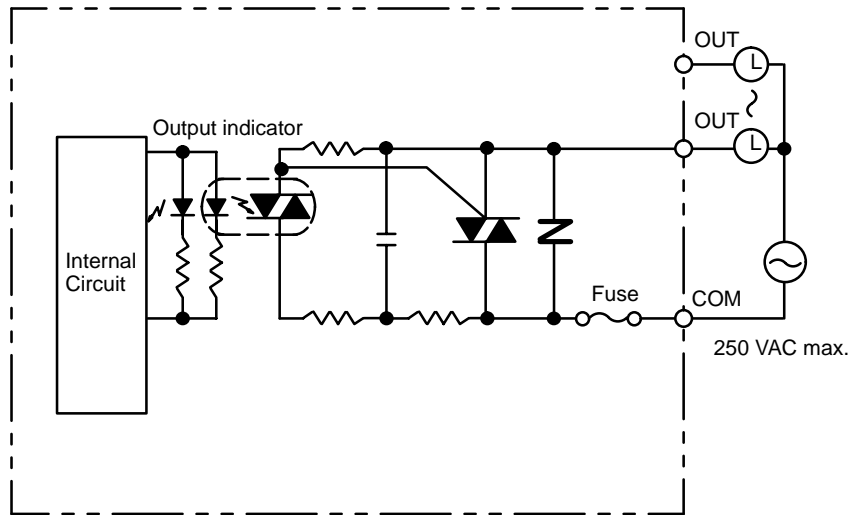 OUT
L
OUT
L
Output indicator
Internal
Circuit
Fuse
COM
250 VAC max.